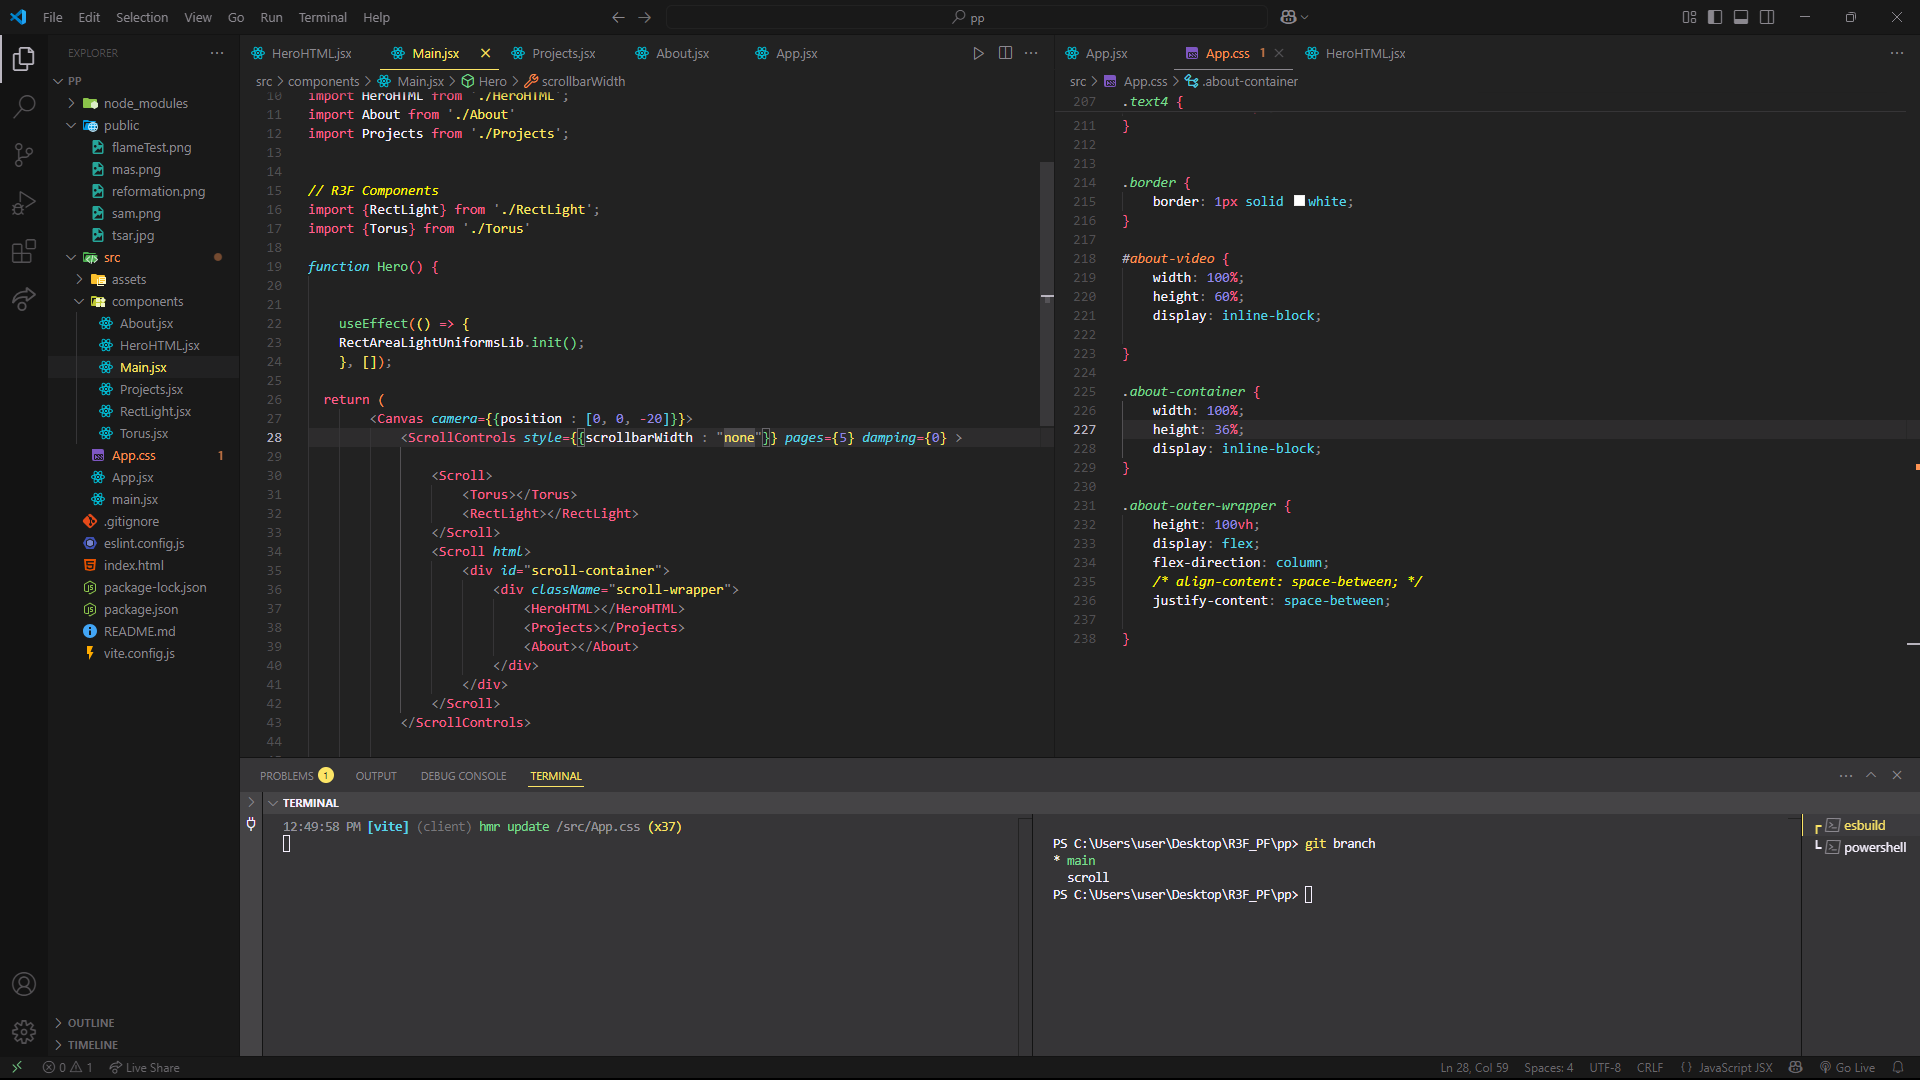 File Edit Selection View Go Run Terminal Help
pp
EXPLORER
PP
node_modules
public
flameTest.png
mas.png
reformation.png
sam.png
tsar.jpg
src
assets
components
About.jsx
HeroHTML.jsx
Main.jsx
Projects.jsx
RectLight.jsx
Torus.jsx
App.css 1
App.jsx
main.jsx
.gitignore
eslint.config.js
index.html
package-lock.json
package.json
README.md
vite.config.js
OUTLINE
TIMELINE
HeroHTML.jsx Main.jsx Projects.jsx About.jsx App.jsx
src > components > Main.jsx > Hero > scrollbarWidth
10 import HeroHTML from './HeroHTML';
11 import About from './About'
12 import Projects from './Projects';
13
14
15 // R3F Components
16 import {RectLight} from './RectLight';
17 import {Torus} from './Torus'
18
19 function Hero() {
20
21
22 useEffect(() => {
23 RectAreaLightUniformsLib.init();
24 }, []);
25
26 return (
27 <Canvas camera={{position : [0, 0, -20]}}>
28 <ScrollControls style={{scrollbarWidth : "none"}} pages={5} damping={0} >
29
30 <Scroll>
31 <Torus></Torus>
32 <RectLight></RectLight>
33 </Scroll>
34 <Scroll html>
35 <div id="scroll-container">
36 <div className="scroll-wrapper">
37 <HeroHTML></HeroHTML>
38 <Projects></Projects>
39 <About></About>
40 </div>
41 </div>
42 </Scroll>
43 </ScrollControls>
44
App.jsx App.css 1 HeroHTML.jsx
src > App.css > .about-container
207 .text4 {
211 }
212
213
214 .border {
215 border: 1px solid white;
216 }
217
218 #about-video {
219 width: 100%;
220 height: 60%;
221 display: inline-block;
222
223 }
224
225 .about-container {
226 width: 100%;
227 height: 36%;
228 display: inline-block;
229 }
230
231 .about-outer-wrapper {
232 height: 100vh;
233 display: flex;
234 flex-direction: column;
235 /* align-content: space-between; */
236 justify-content: space-between;
237
238 }
PROBLEMS 1 OUTPUT DEBUG CONSOLE TERMINAL
TERMINAL
12:49:58 PM [vite] (client) hmr update /src/App.css (x37)
PS C:\Users\user\Desktop\R3F_PF\pp> git branch
* main
scroll
PS C:\Users\user\Desktop\R3F_PF\pp>
esbuild
powershell
0 1 Live Share
Ln 28, Col 59 Spaces: 4 UTF-8 CRLF {} JavaScript JSX Go Live